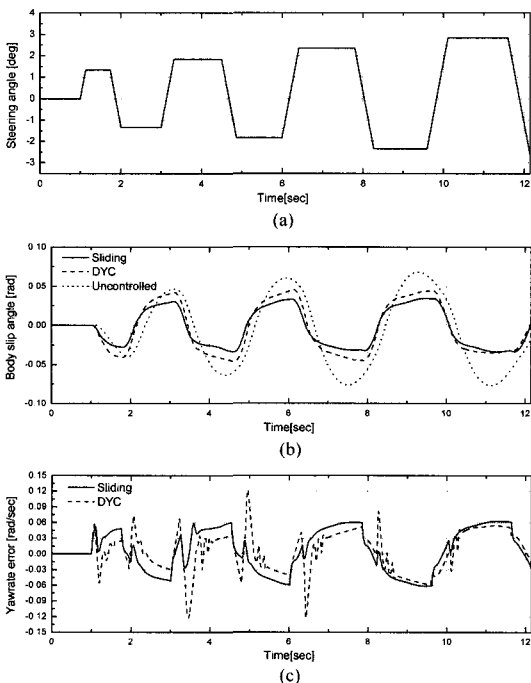 4
3
2
1
0
-1
-2
-3
Steering angle [deg]
0 2 4 6 8 10 12
Time[sec]
(a)
0.10
0.05
0.00
-0.05
-0.10
Body slip angle [rad]
Sliding
DYC
Uncontrolled
0 2 4 6 8 10 12
Time[sec]
(b)
0.15
0.12
0.09
0.06
0.03
0.00
-0.03
-0.06
-0.09
-0.12
-0.15
Yawrate error [rad/sec]
Sliding
DYC
0 2 4 6 8 10 12
Time[sec]
(c)